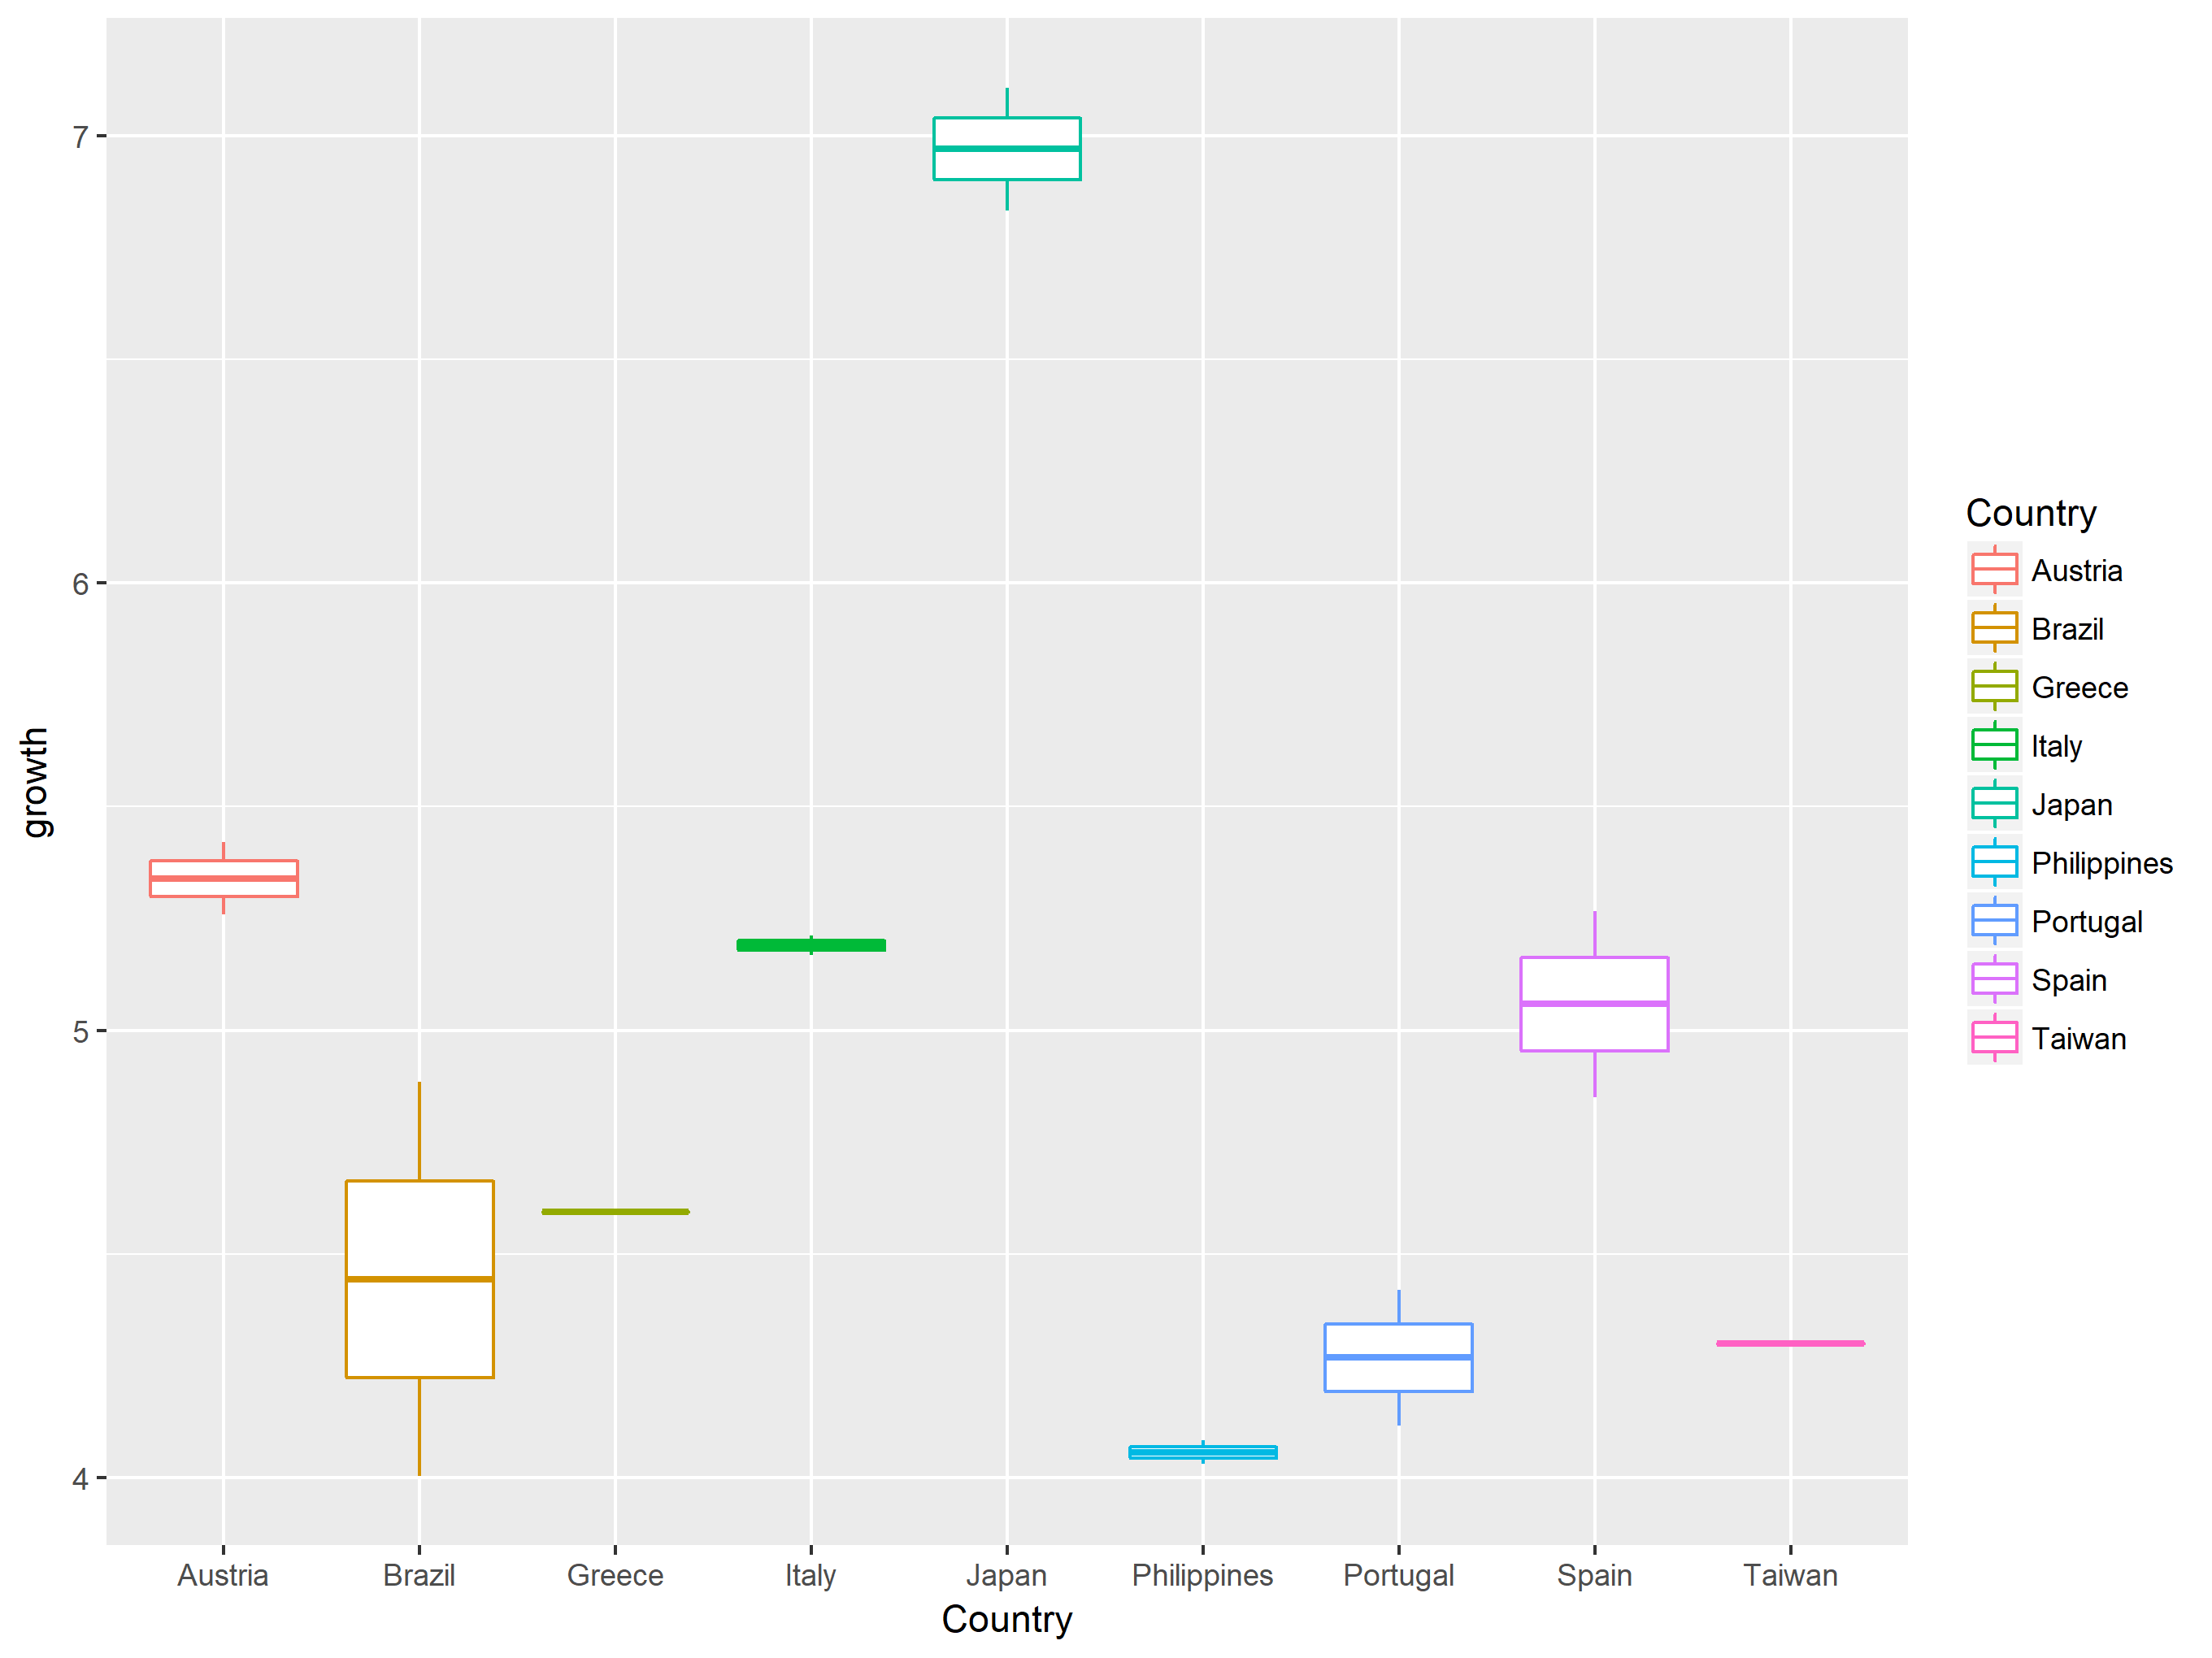 7
6
5
4
growth
Austria Brazil Greece Italy Japan Philippines Portugal Spain Taiwan
Country
Country
Austria
Brazil
Greece
Italy
Japan
Philippines
Portugal
Spain
Taiwan